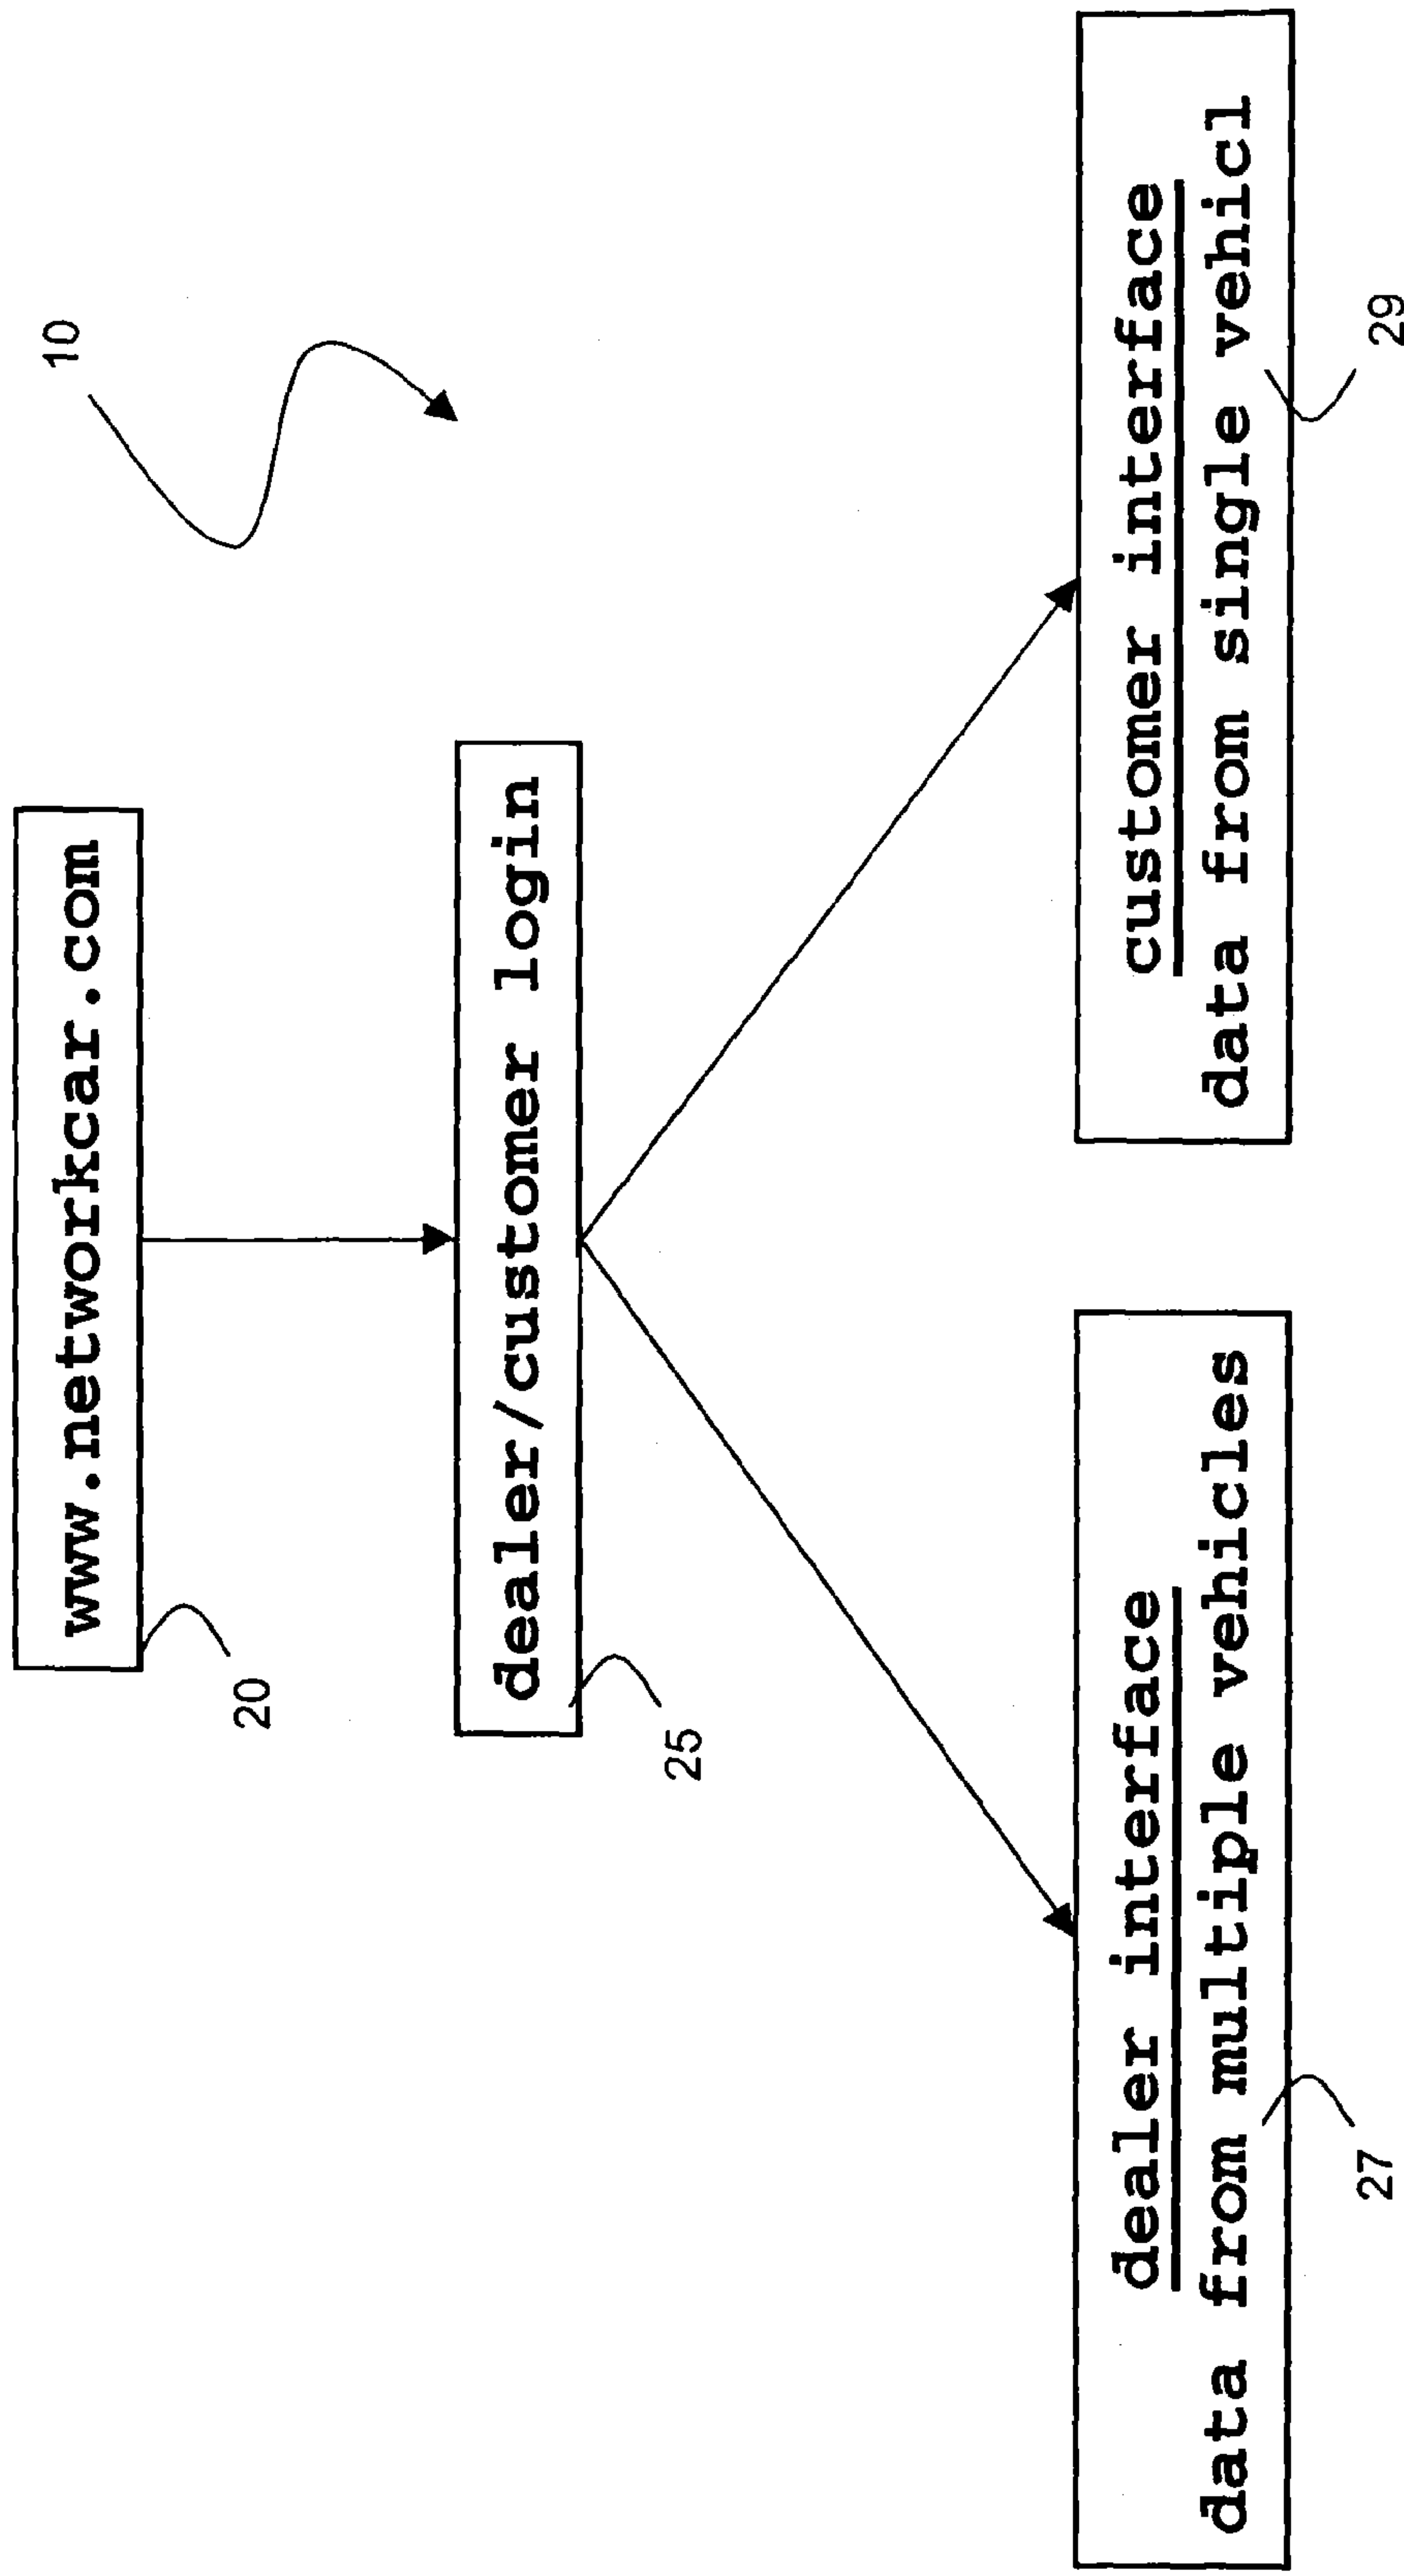 10
www.networkcar.com
20
dealer/customer login
25
dealer interface
data from multiple vehicles
27
customer interface
data from single vehicl
29